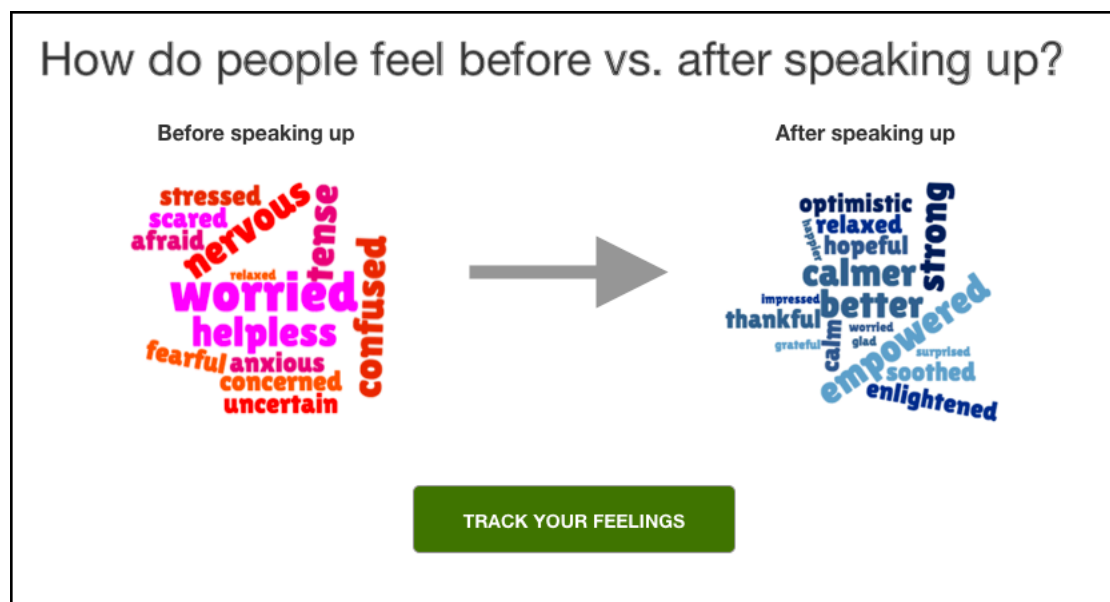 How do people feel before vs. after speaking up?
Before speaking up
stressed
scared
afraid
nervous
tense
relaxed
worried
helpless
confused
fearful
anxious
concerned
uncertain
After speaking up
optimistic
relaxed
happier
hopeful
strong
calmer
better
impressed
thankful
worried
grateful
calm
glad
empowered
surprised
soothed
enlightened
TRACK YOUR FEELINGS